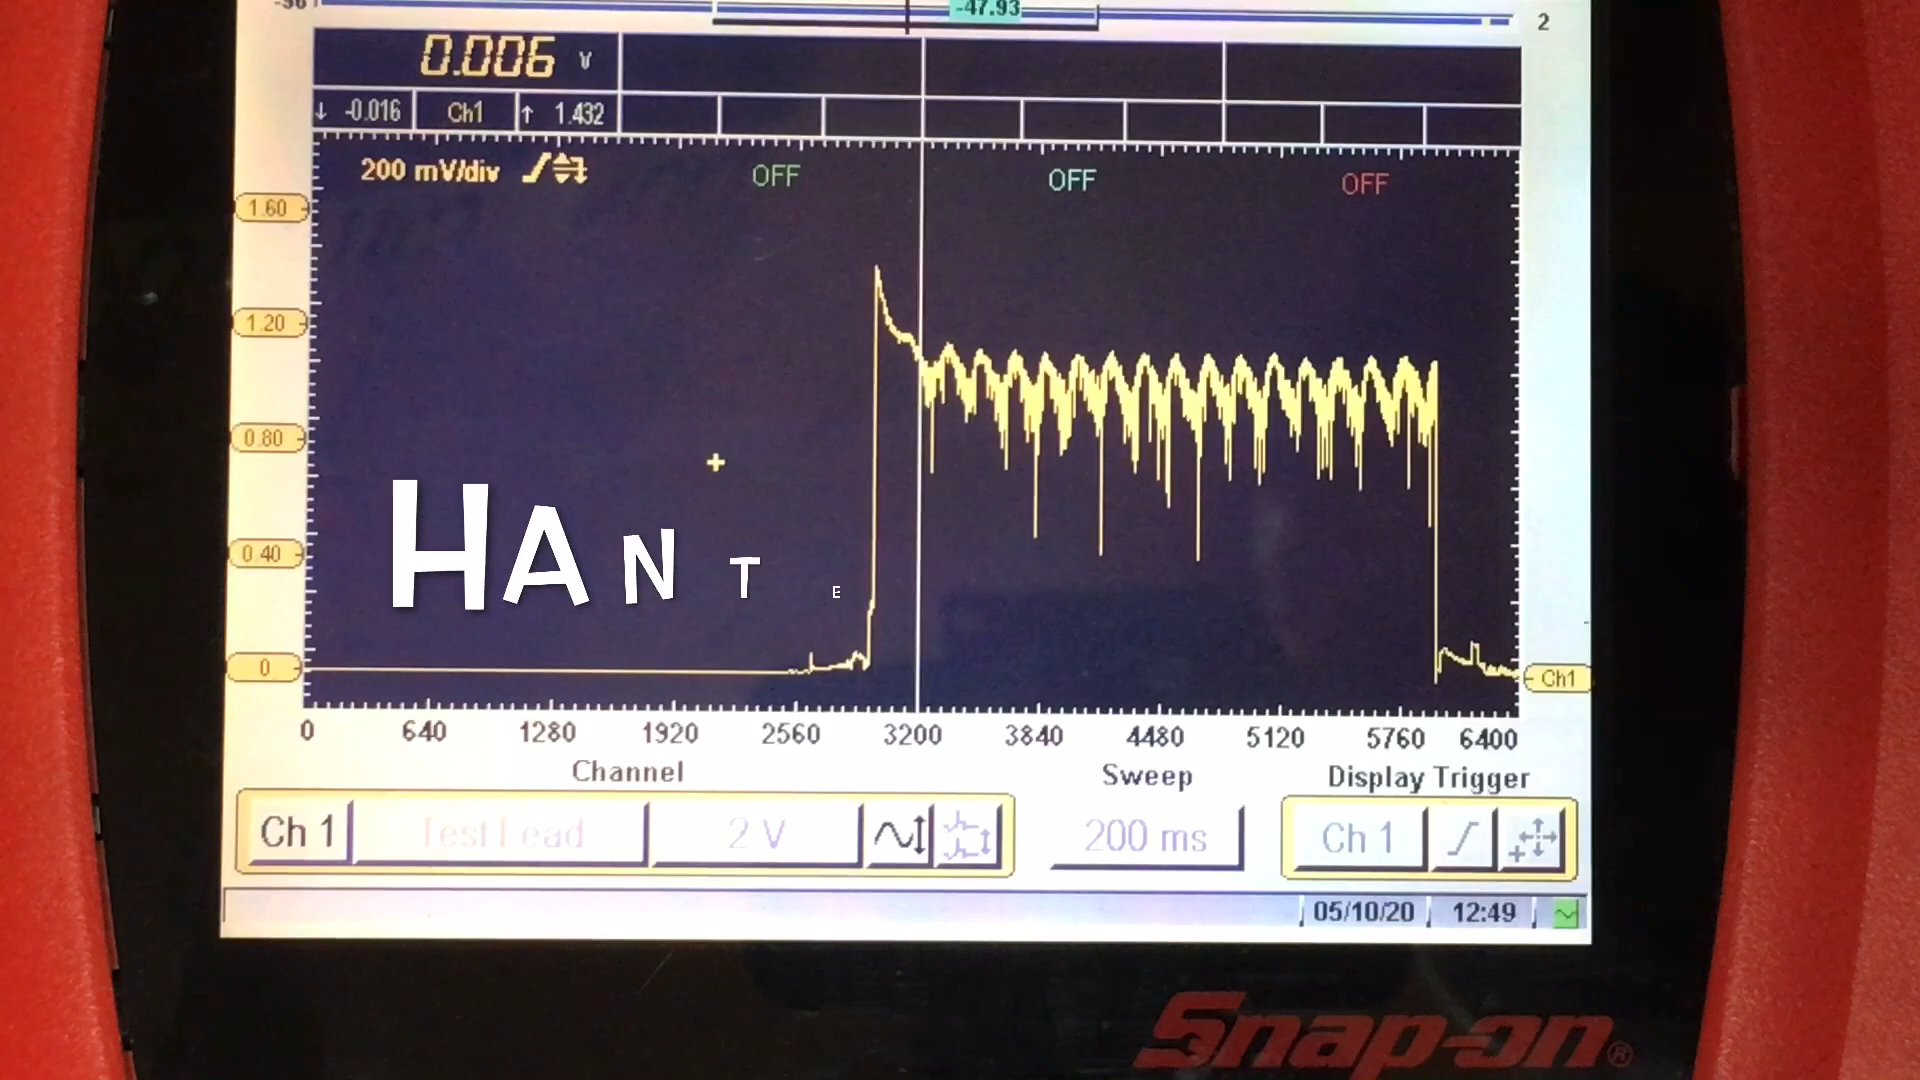 -47.93
2
0.006 V
↓ -0.016 Ch1 ↑ 1.432
200 mV/div OFF OFF OFF
1.60
1.20
0.80
0.40
0
HANTE
Ch1
0 640 1280 1920 2560 3200 3840 4480 5120 5760 6400
Channel Sweep Display Trigger
Ch 1 Test Lead 2 V 200 ms Ch 1
05/10/20 12:49
Snap-on®